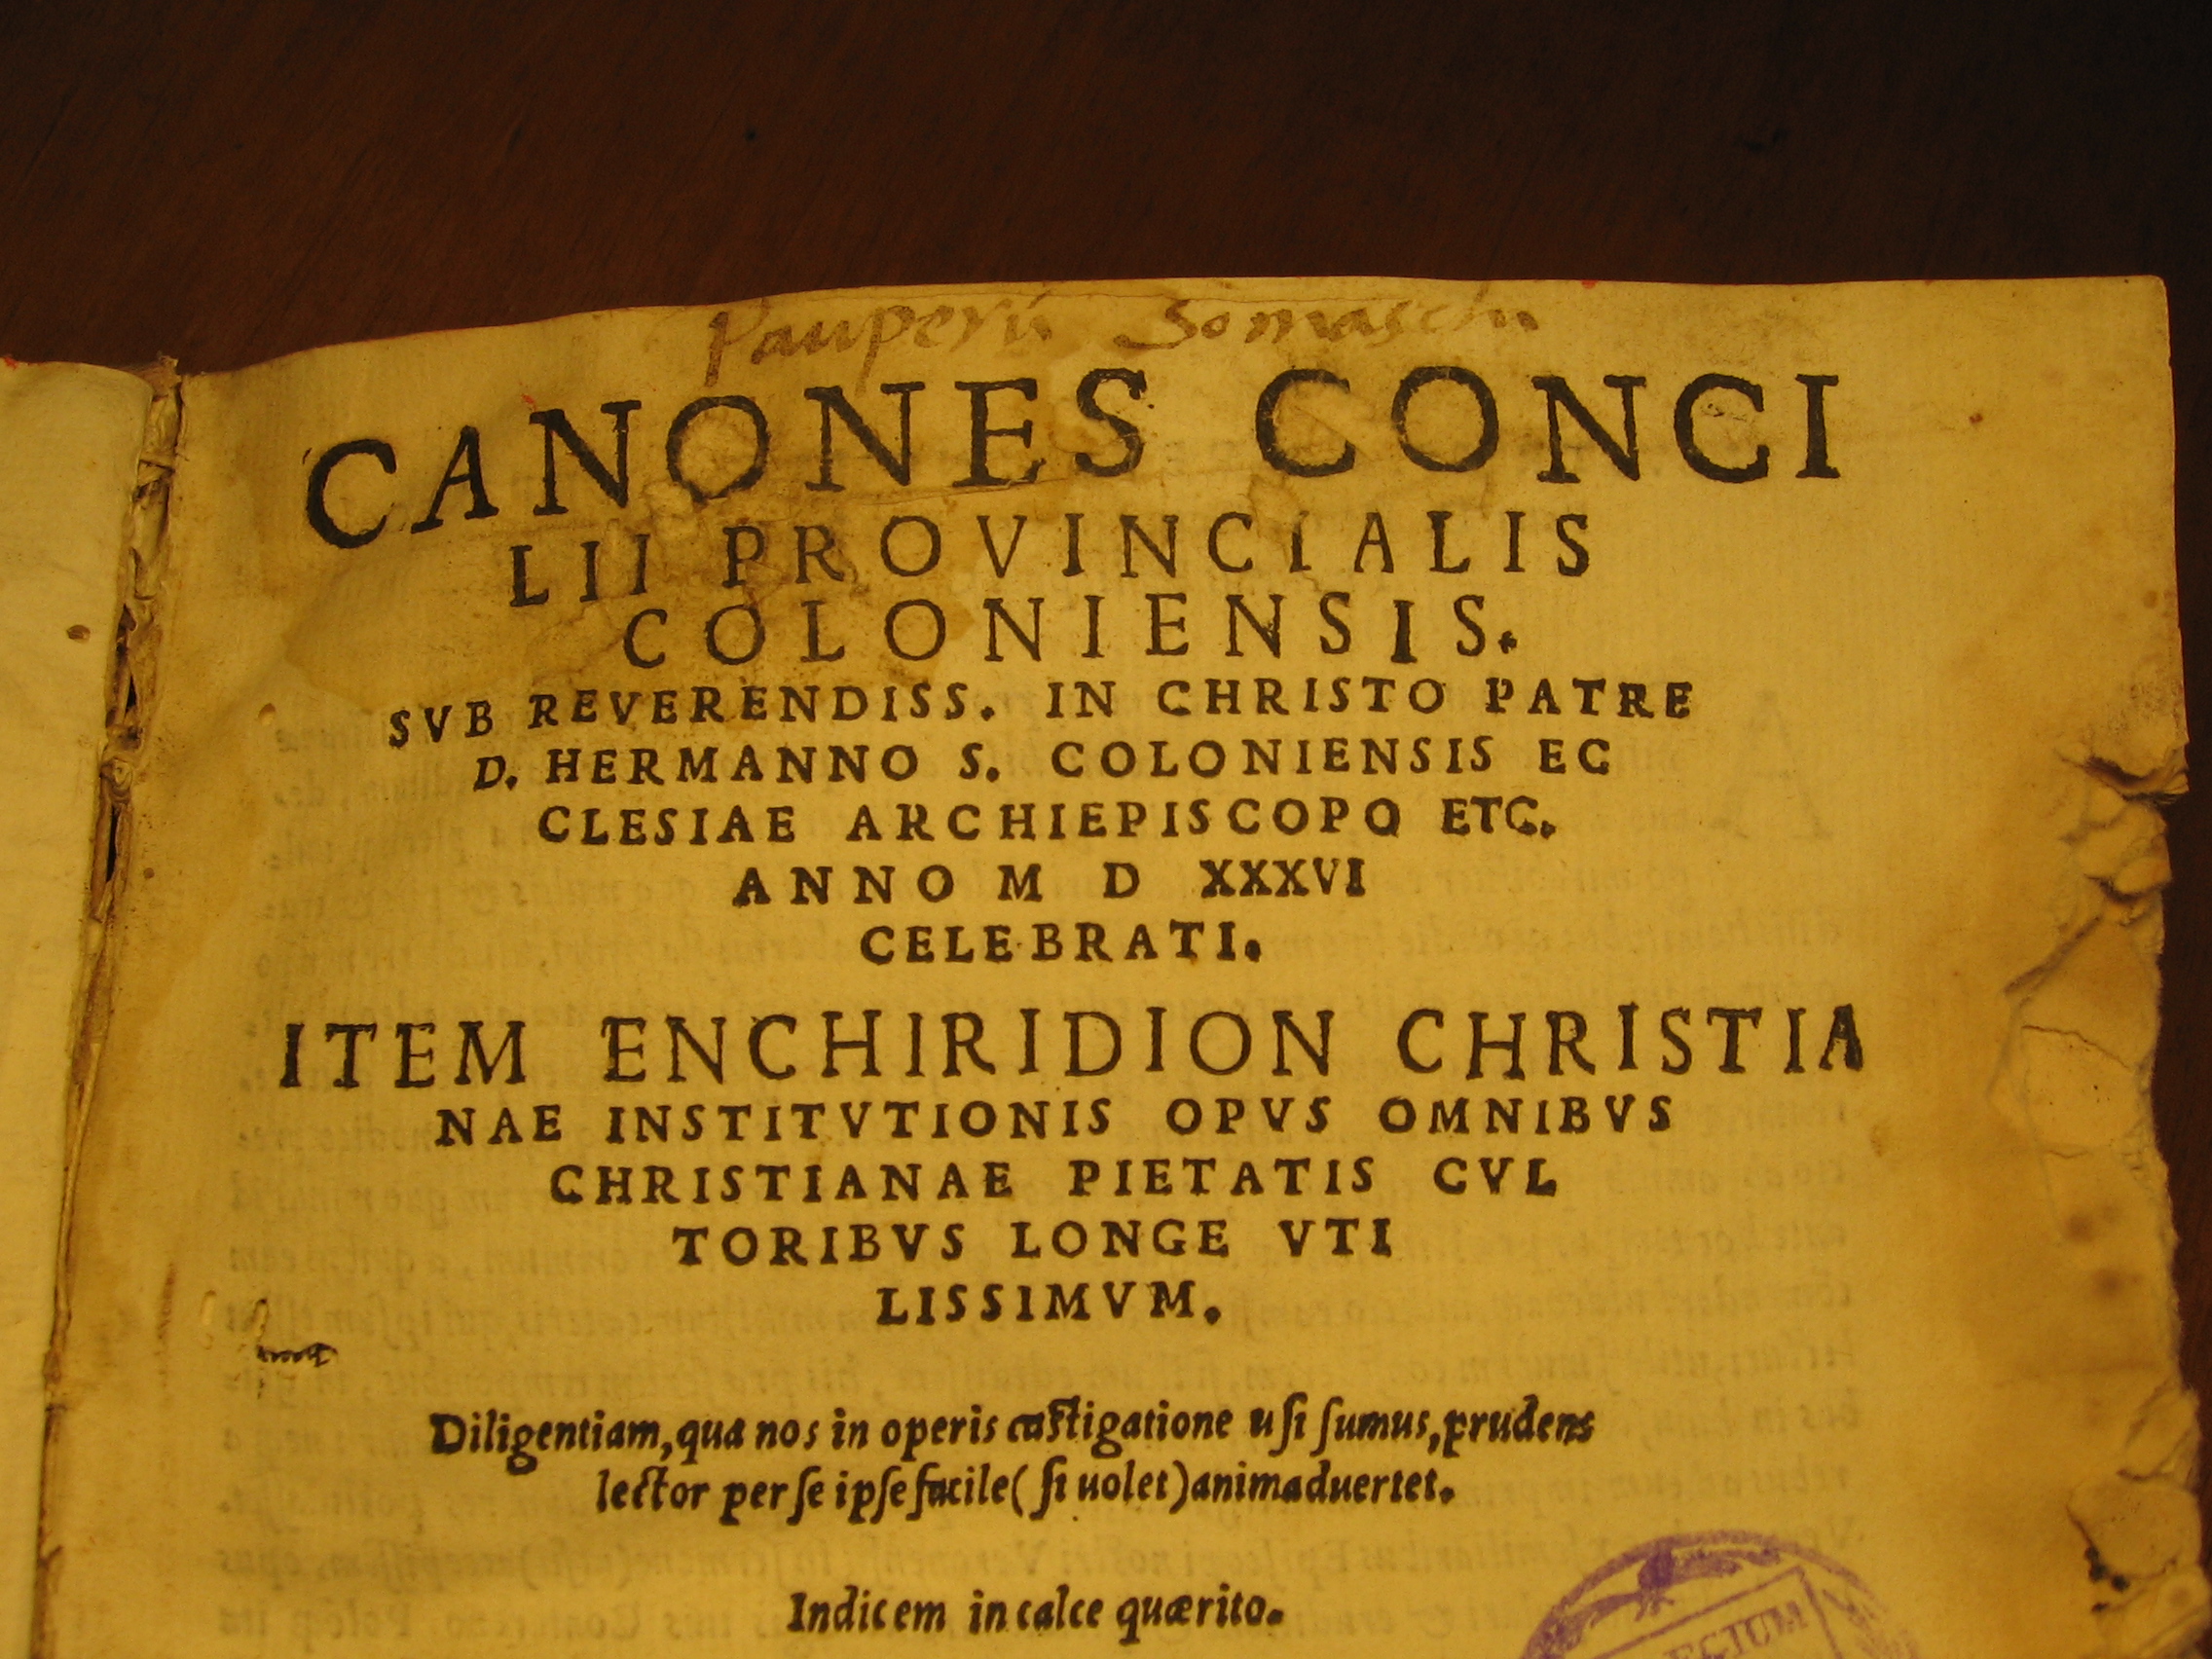 Pauperū Somaschi
CANONES CONCI
LII PROVINCIALIS
COLONIENSIS.
SVB REVERENDISS. IN CHRISTO PATRE
D. HERMANNO S. COLONIENSIS EC
CLESIAE ARCHIEPISCOPO ETC.
ANNO M D XXXVI
CELEBRATI.
ITEM ENCHIRIDION CHRISTIA
NAE INSTITVTIONIS OPVS OMNIBVS
CHRISTIANAE PIETATIS CVL
TORIBVS LONGE VTI
LISSIMVM.
Diligentiam, qua nos in operis castigatione uſi ſumus, prudens
lector per ſe ipſe facile ( ſi uolet ) animaduertet.
Indicem in calce quærito.